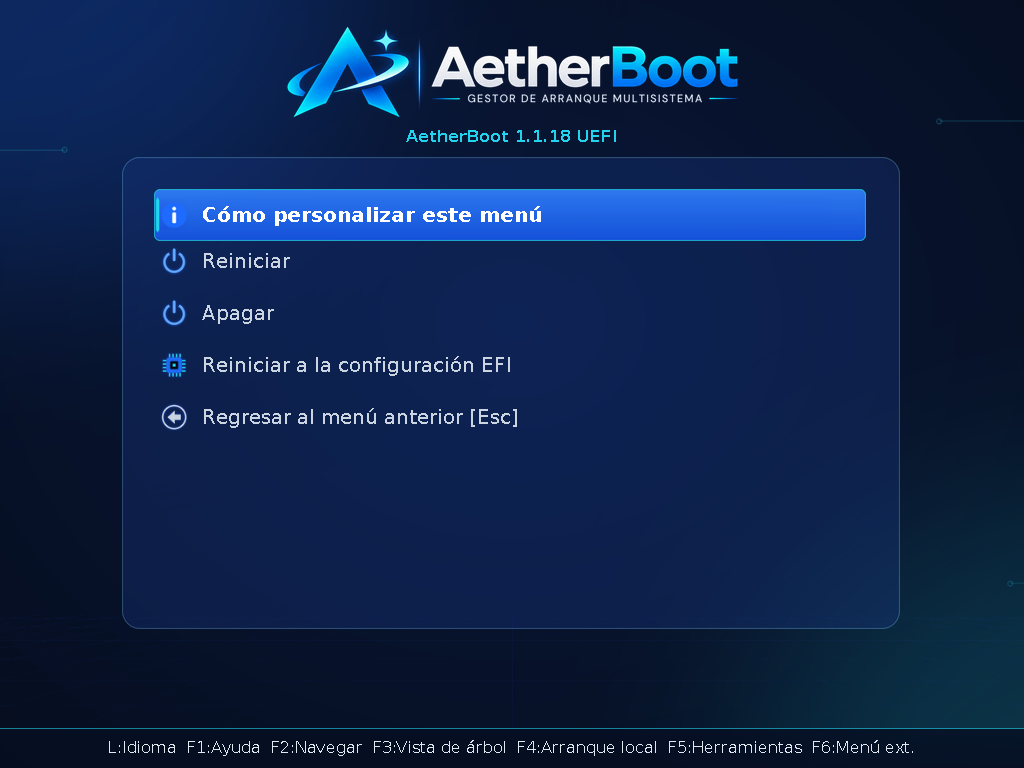 AetherBoot
GESTOR DE ARRANQUE MULTISISTEMA
AetherBoot 1.1.18 UEFI
Cómo personalizar este menú
Reiniciar
Apagar
Reiniciar a la configuración EFI
Regresar al menú anterior [Esc]
L:Idioma F1:Ayuda F2:Navegar F3:Vista de árbol F4:Arranque local F5:Herramientas F6:Menú ext.